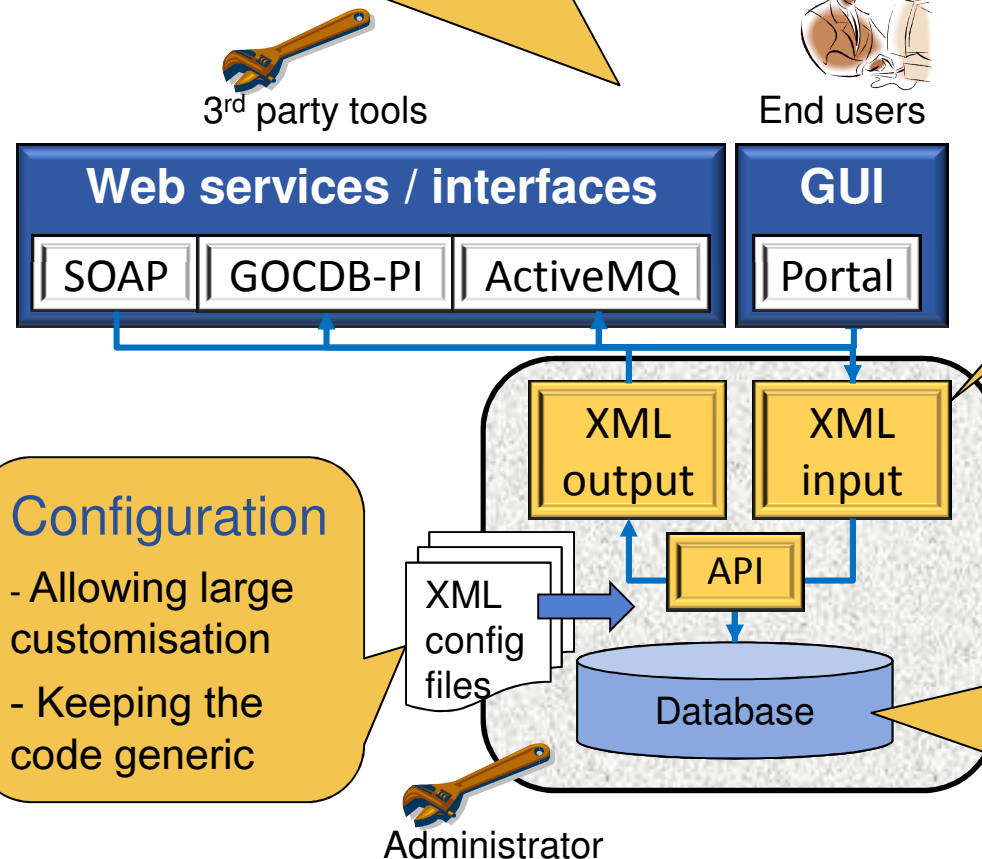 3rd party tools
End users
Web services / interfaces
GUI
SOAP
GOCDB-PI
ActiveMQ
Portal
XML
output
XML
input
Configuration
- Allowing large
customisation
- Keeping the
code generic
XML
config
files
API
Database
Administrator